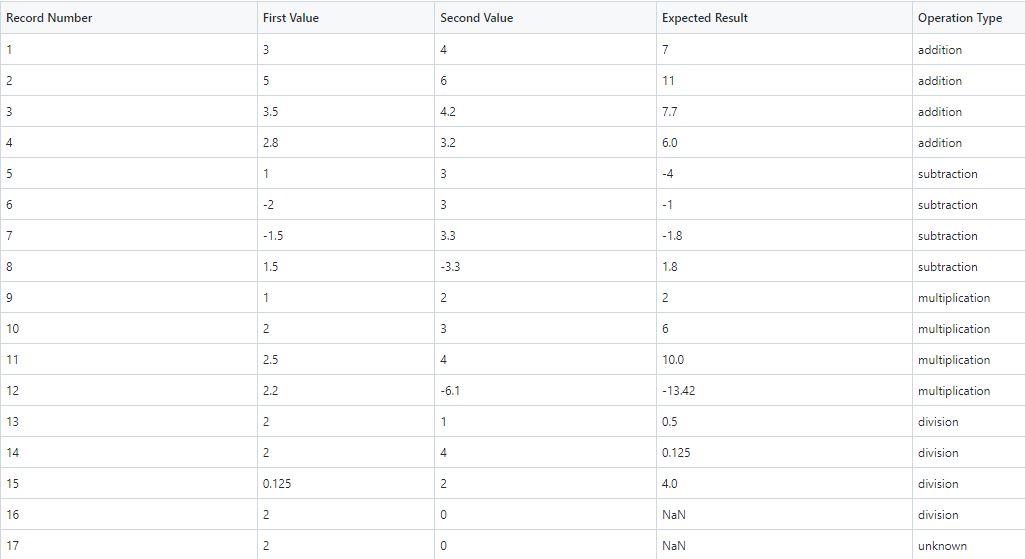 Record Number First Value Second Value Expected Result Operation Type
1 3 4 7 addition
2 5 6 11 addition
3 3.5 4.2 7.7 addition
4 2.8 3.2 6.0 addition
5 1 3 -4 subtraction
6 -2 3 -1 subtraction
7 -1.5 3.3 -1.8 subtraction
8 1.5 -3.3 1.8 subtraction
9 1 2 2 multiplication
10 2 3 6 multiplication
11 2.5 4 10.0 multiplication
12 2.2 -6.1 -13.42 multiplication
13 2 1 0.5 division
14 2 4 0.125 division
15 0.125 2 4.0 division
16 2 0 NaN division
17 2 0 NaN unknown